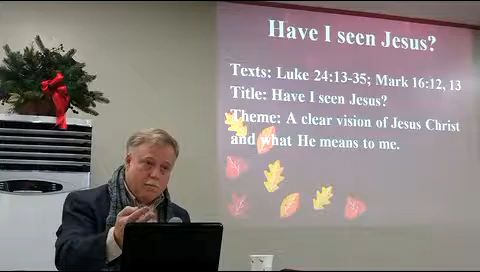 Have I seen Jesus?
Texts: Luke 24:13-35; Mark 16:12, 13
Title: Have I seen Jesus?
Theme: A clear vision of Jesus Christ
and what He means to me.